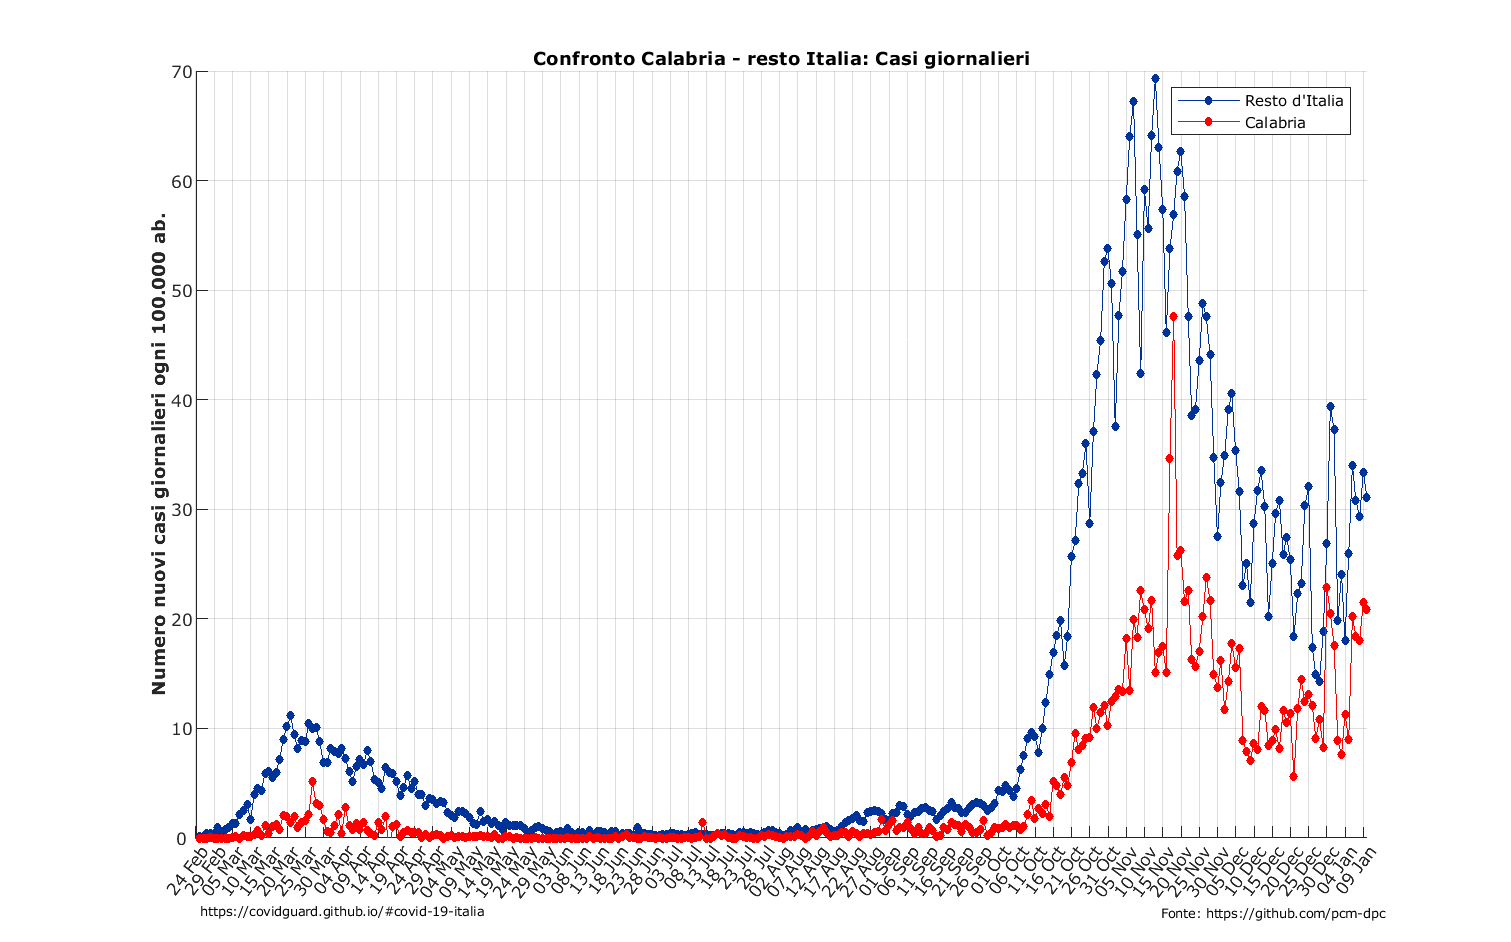 Confronto Calabria - resto Italia: Casi giornalieri
Numero nuovi casi giornalieri ogni 100.000 ab.
70
60
50
40
30
20
10
0
Resto d'Italia
Calabria
24 Feb
29 Feb
05 Mar
10 Mar
15 Mar
20 Mar
25 Mar
30 Mar
04 Apr
09 Apr
14 Apr
19 Apr
24 Apr
29 Apr
04 May
09 May
14 May
19 May
24 May
29 May
03 Jun
08 Jun
13 Jun
18 Jun
23 Jun
28 Jun
03 Jul
08 Jul
13 Jul
18 Jul
23 Jul
28 Jul
02 Aug
07 Aug
12 Aug
17 Aug
22 Aug
27 Aug
01 Sep
06 Sep
11 Sep
16 Sep
21 Sep
26 Sep
01 Oct
06 Oct
11 Oct
16 Oct
21 Oct
26 Oct
31 Oct
05 Nov
10 Nov
15 Nov
20 Nov
25 Nov
30 Nov
05 Dec
10 Dec
15 Dec
20 Dec
25 Dec
30 Dec
04 Jan
09 Jan
https://covidguard.github.io/#covid-19-italia
Fonte: https://github.com/pcm-dpc